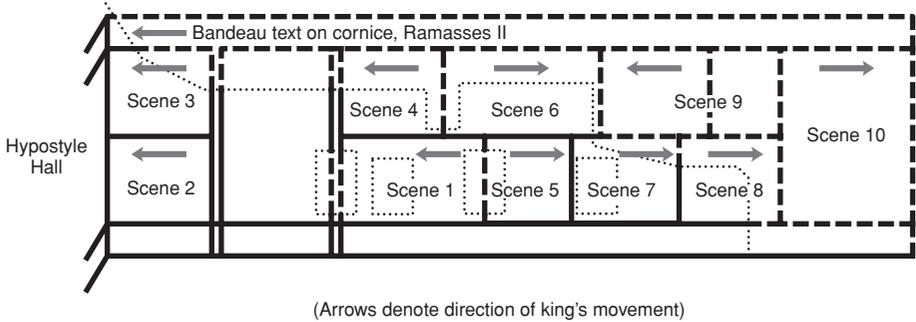 Bandeau text on cornice, Ramasses II
Scene 3
Scene 4
Scene 6
Scene 9
Scene 10
Hypostyle
Hall
Scene 2
Scene 1
Scene 5
Scene 7
Scene 8
(Arrows denote direction of king's movement)